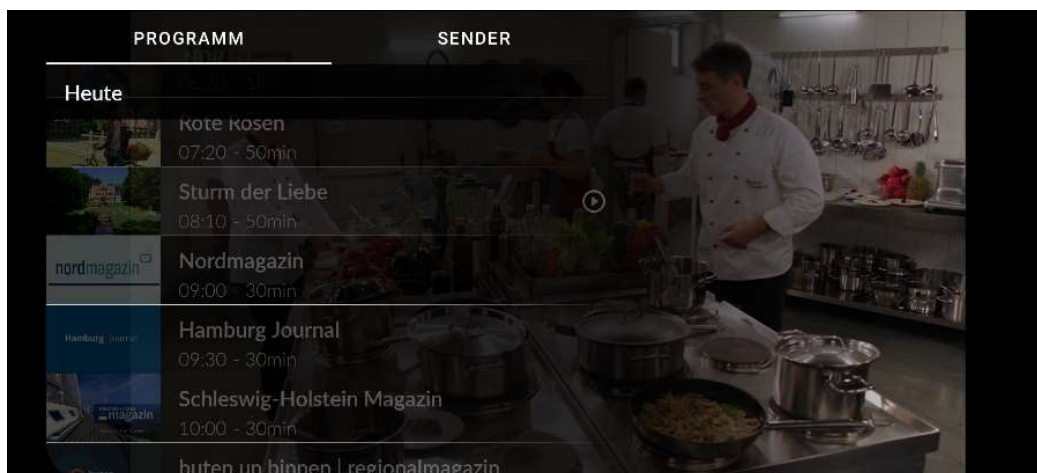 PROGRAMM
SENDER
Heute
Rote Rosen
07:20 - 50min
Sturm der Liebe
08:10 - 50min
nordmagazin
Nordmagazin
09:00 - 30min
Hamburg Journal
Hamburg Journal
09:30 - 30min
Schleswig-Holstein Magazin
magazin
10:00 - 30min
buten un binnen | regionalmagazin